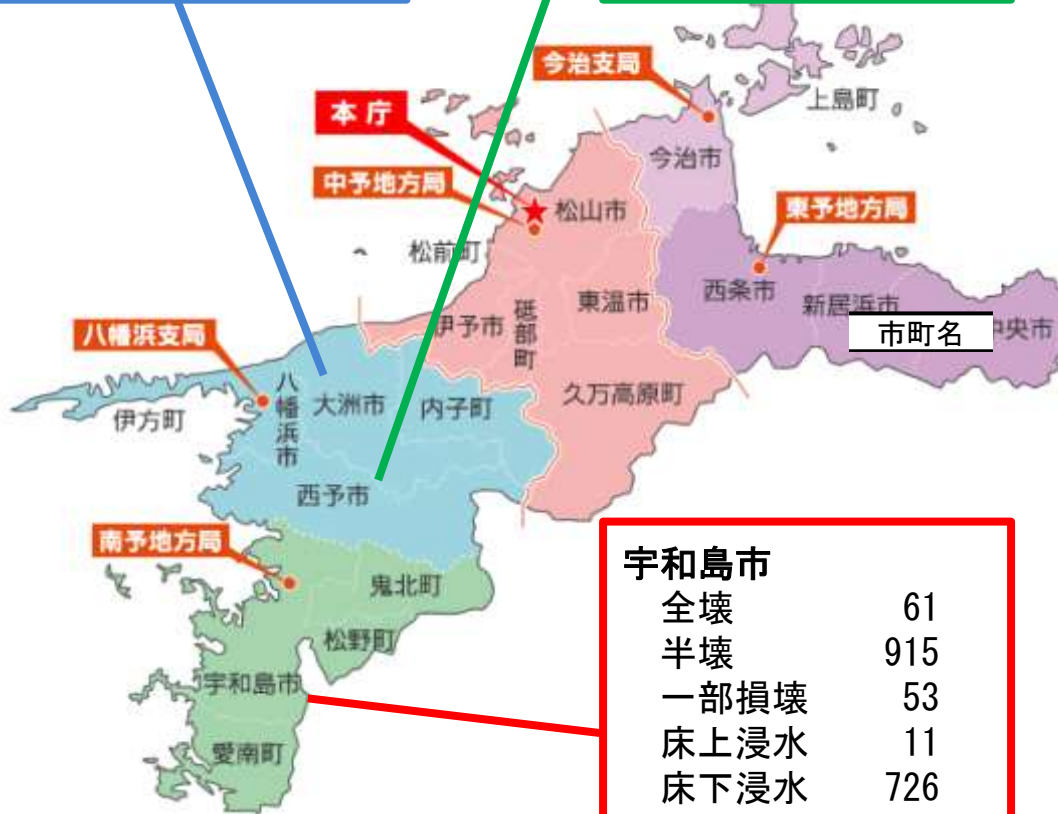 今治支局
上島町
本庁
今治市
中予地方局
松山市
東予地方局
松前町
西条市
新居浜市
東温市
伊予市
砥部町
市町名
中央市
八幡浜支局
八幡浜市
大洲市
内子町
久万高原町
伊方町
西予市
南予地方局
鬼北町
松野町
宇和島市
愛南町
宇和島市
全壊 61
半壊 915
一部損壊 53
床上浸水 11
床下浸水 726